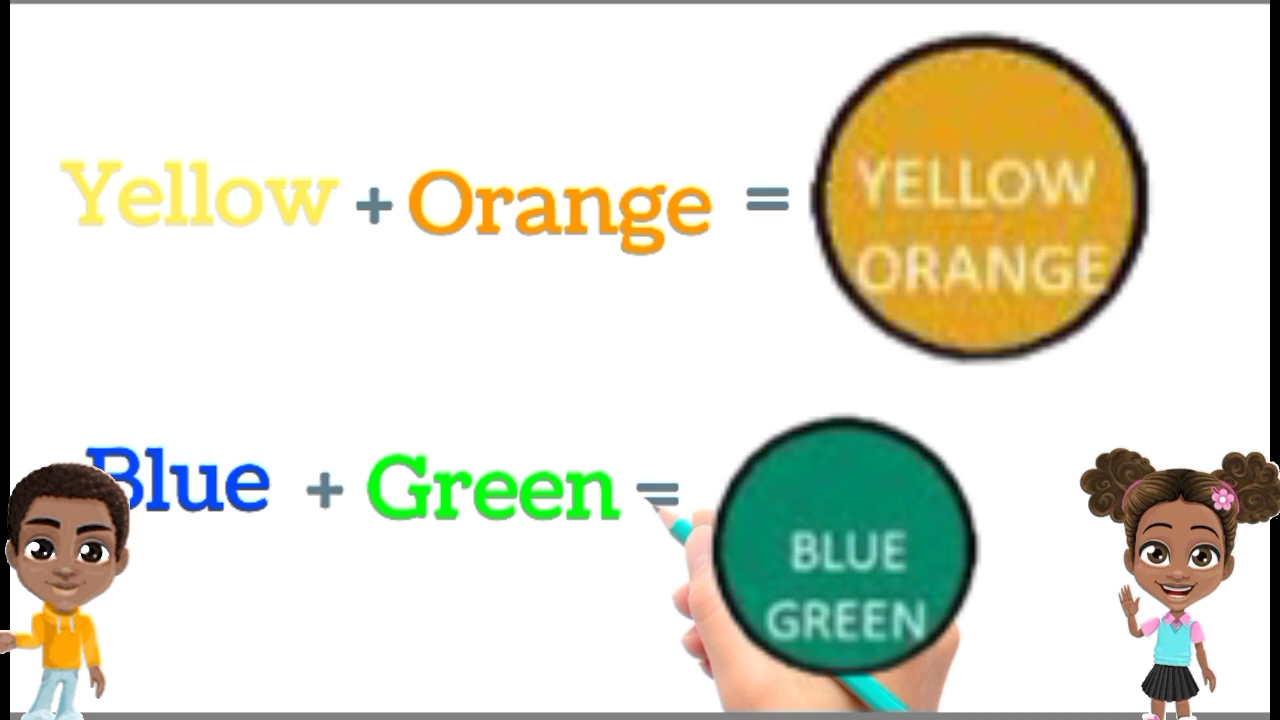 Yellow + Orange = YELLOW
ORANGE
Blue + Green =
BLUE
GREEN